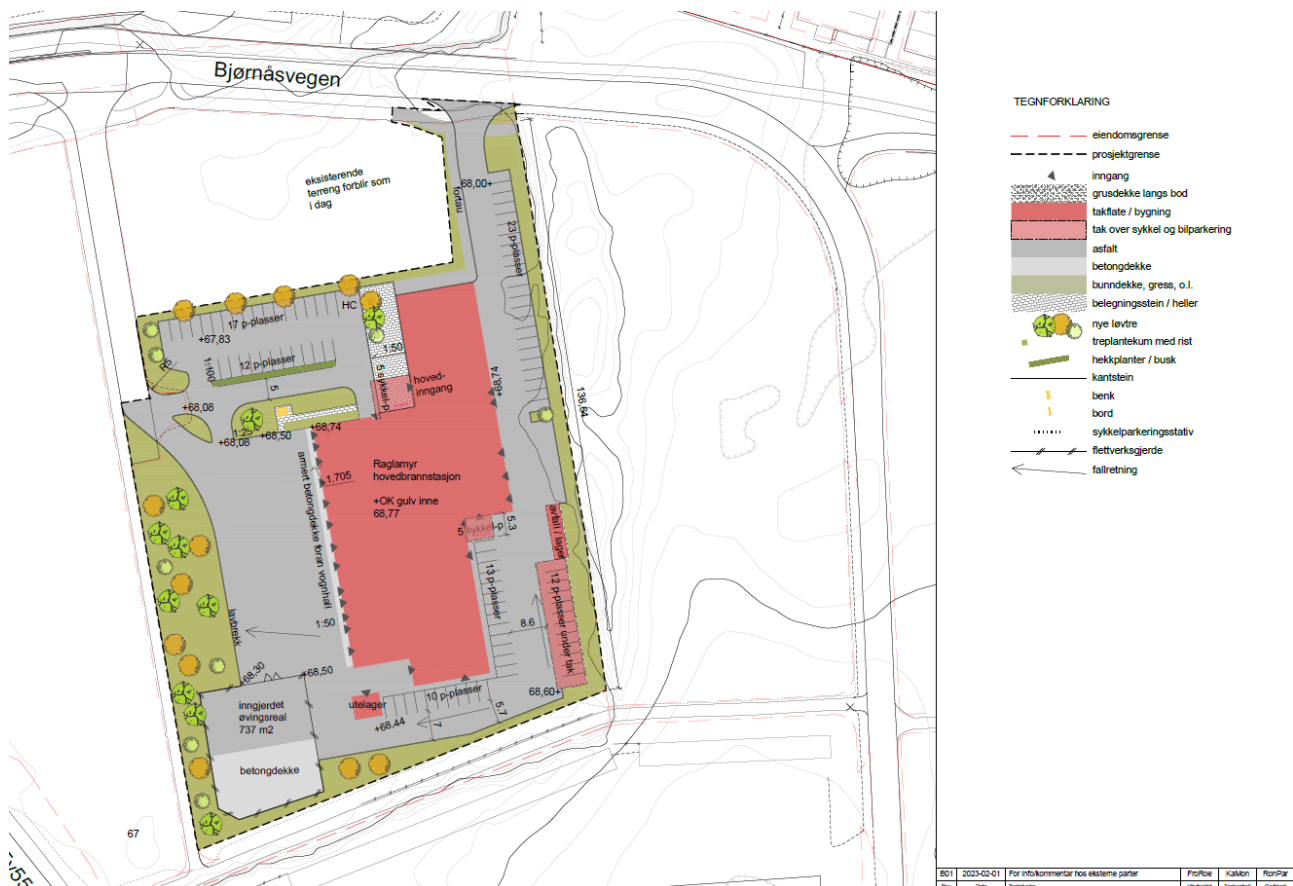 Bjørnåsvegen
eksisterende
terreng forblir som
i dag
fortau
68,00+
23 p-plasser
HC
17 p-plasser
+67,83
1:100
12 p-plasser
R5
5
1:50
5 sykkel-p
hoved-
inngang
+68,74
136,64
+68,08
1:25
+68,08
+68,50
+68,74
armert betongdekke foran vognhall
1.705
Raglamyr
hovedbrannstasjon
+OK gulv inne
68,77
5 sykkel-p
5.3
avfall / lager
13 p-plasser
12 p-plasser under tak
8.6
lavbrekk
1:50
+68,30
+68,50
inngjerdet
øvingsreal
737 m2
betongdekke
utelager
10 p-plasser
68,60+
+68,44
7
5.7
67
TEGNFORKLARING
eiendomsgrense
prosjektgrense
inngang
grusdekke langs bod
takflate / bygning
tak over sykkel og bilparkering
asfalt
betongdekke
bunndekke, gress, o.l.
belegningsstein / heller
nye løvtre
treplantekum med rist
hekkplanter / busk
kantstein
benk
bord
sykkelparkeringsstativ
flettverksgjerde
fallretning
B01 2023-02-01 For info/kommentar hos eksterne parter FroRoe KaMon RonPar